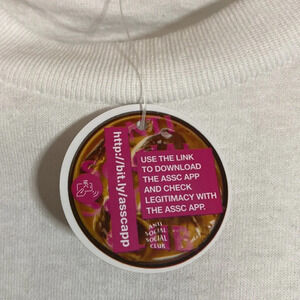 http://bit.ly/asscapp
USE THE LINK
TO DOWNLOAD
THE ASSC APP
AND CHECK
LEGITIMACY WITH
THE ASSC APP.
ANTI
SOCIAL
SOCIAL
CLUB